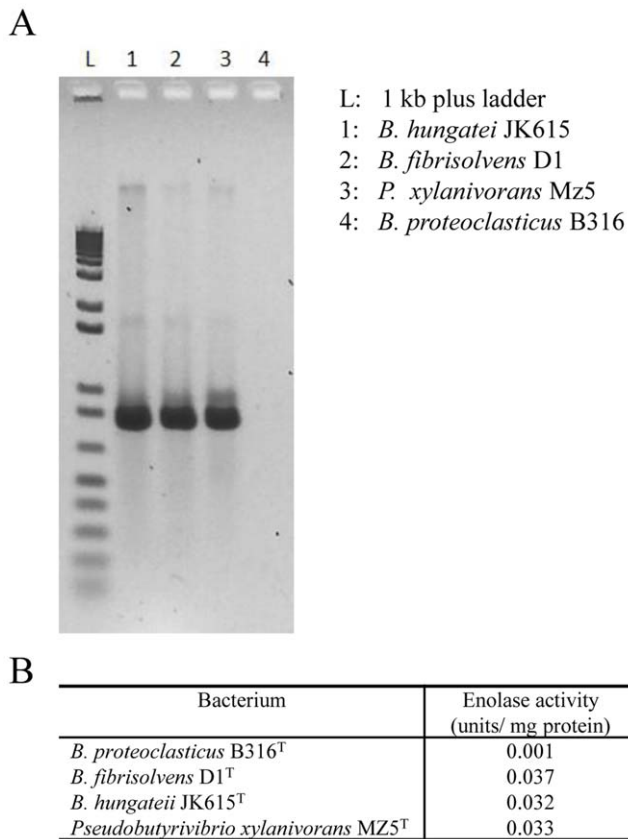 A
L 1 2 3 4
L: 1 kb plus ladder
1: B. hungatei JK615
2: B. fibrisolvens D1
3: P. xylanivorans Mz5
4: B. proteoclasticus B316
B
Bacterium Enolase activity
(units/ mg protein)
B. proteoclasticus B316ᵀ 0.001
B. fibrisolvens D1ᵀ 0.037
B. hungateii JK615ᵀ 0.032
Pseudobutyrivibrio xylanivorans MZ5ᵀ 0.033